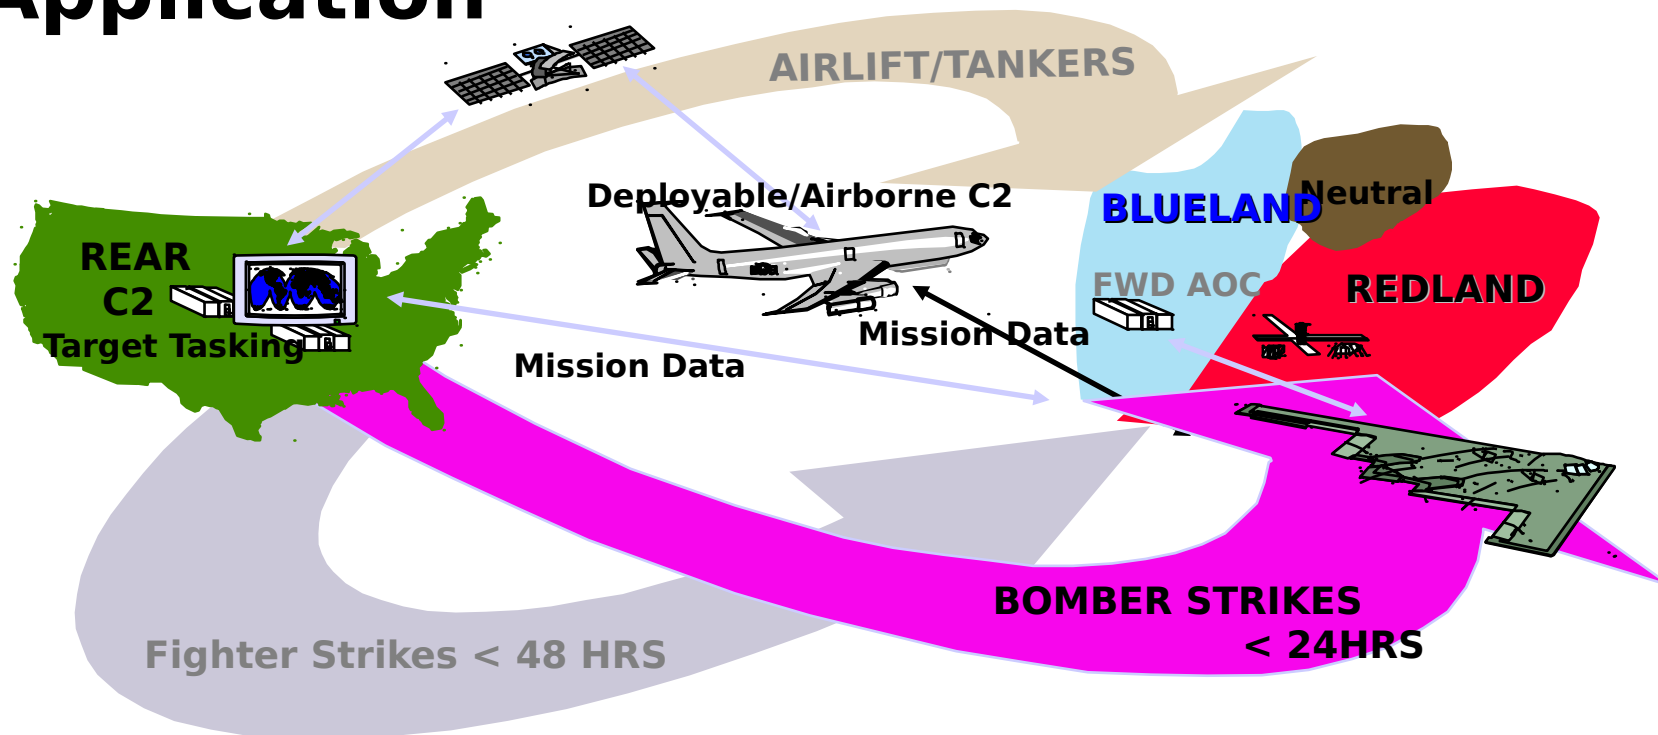 Application
AIRLIFT/TANKERS
Deployable/Airborne C2
Neutral
BLUELAND
REAR
C2
FWD AOC
REDLAND
Target Tasking
Mission Data
Mission Data
BOMBER STRIKES
< 24HRS
Fighter Strikes < 48 HRS